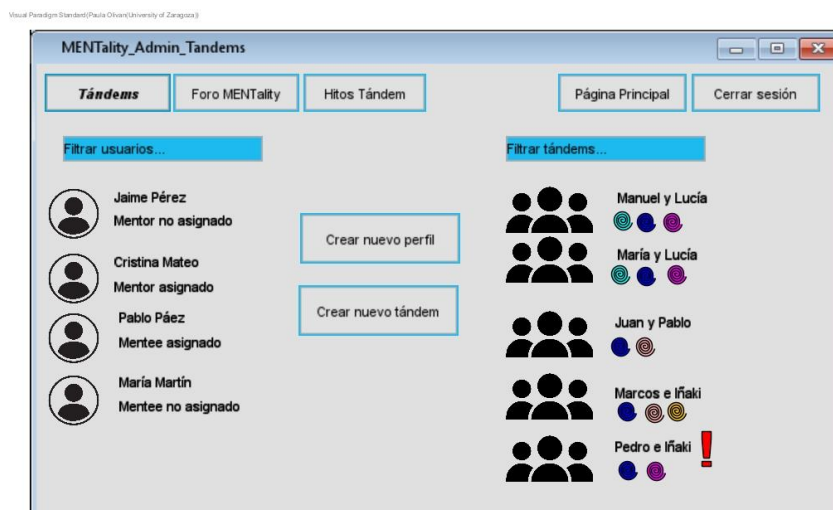 Visual Paradigm Standard(Paula Olivan(University of Zaragoza))
MENTality_Admin_Tandems
Tándems
Foro MENTality
Hitos Tándem
Página Principal
Cerrar sesión
Filtrar usuarios...
Filtrar tándems...
Jaime Pérez
Mentor no asignado
Cristina Mateo
Mentor asignado
Pablo Páez
Mentee asignado
María Martín
Mentee no asignado
Crear nuevo perfil
Crear nuevo tándem
Manuel y Lucía
María y Lucía
Juan y Pablo
Marcos e Iñaki
Pedro e Iñaki
!